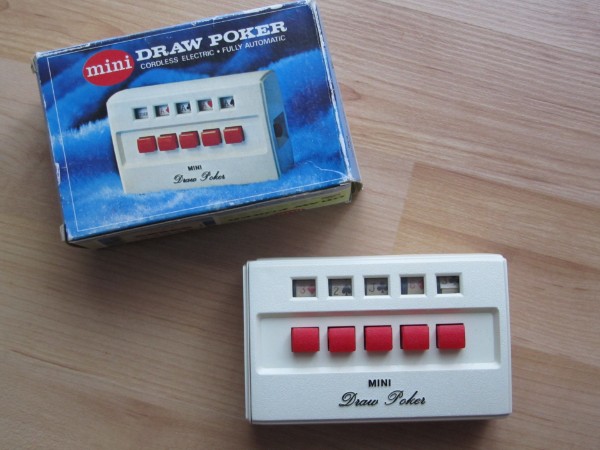 mini DRAW POKER
CORDLESS ELECTRIC • FULLY AUTOMATIC
MINI
Draw Poker
MINI
Draw Poker